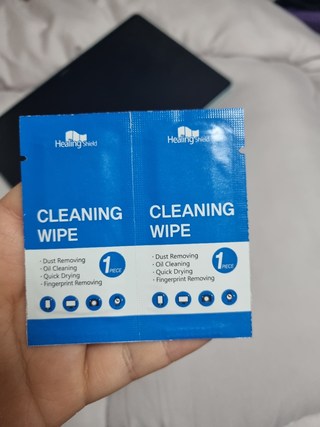 Healing Shield
CLEANING
WIPE
· Dust Removing
· Oil Cleaning
· Quick Drying
· Fingerprint Removing
1 PIECE
Healing Shield
CLEANING
WIPE
· Dust Removing
· Oil Cleaning
· Quick Drying
· Fingerprint Removing
1 PIECE